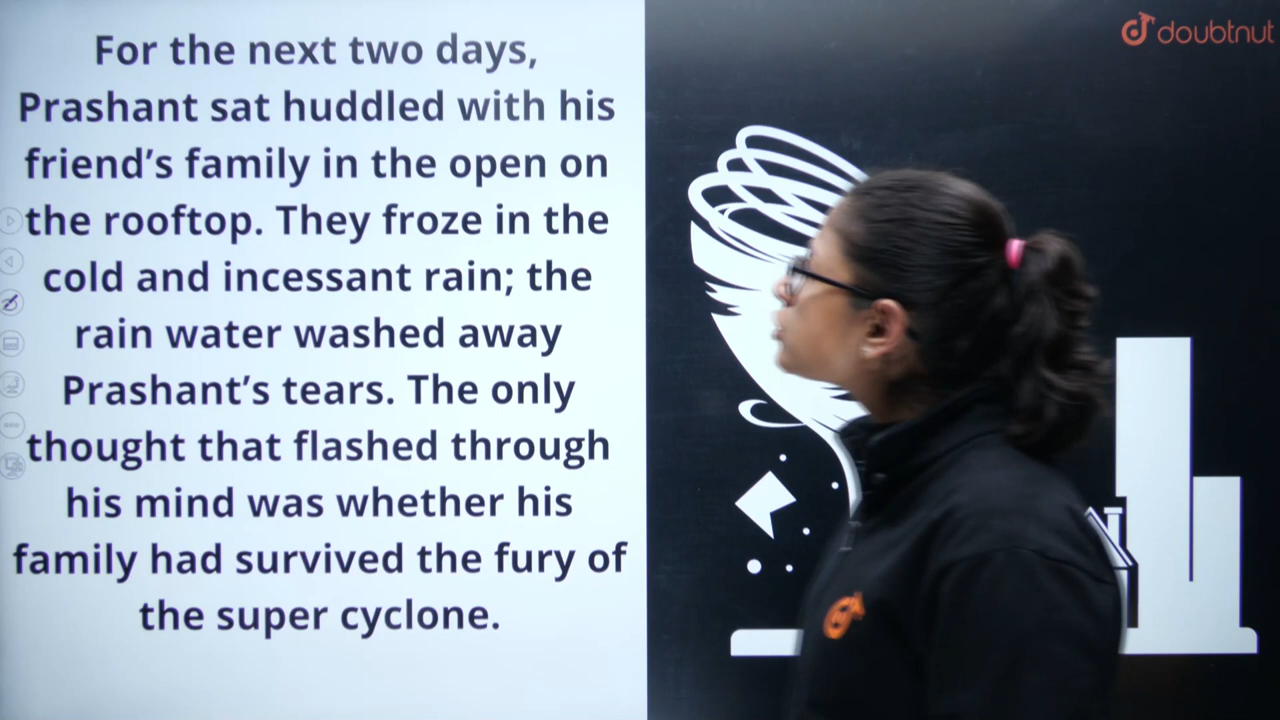 For the next two days,
Prashant sat huddled with his
friend’s family in the open on
the rooftop. They froze in the
cold and incessant rain; the
rain water washed away
Prashant’s tears. The only
thought that flashed through
his mind was whether his
family had survived the fury of
the super cyclone.
doubtnut